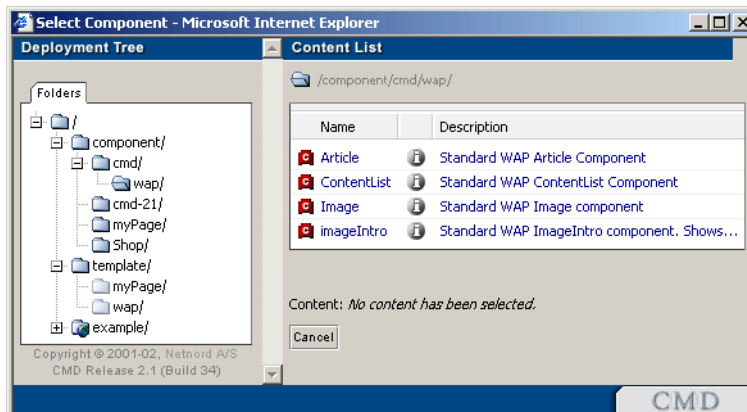 Select Component - Microsoft Internet Explorer
Deployment Tree
Folders
/
component/
cmd/
wap/
cmd-21/
myPage/
Shop/
template/
myPage/
wap/
example/
Copyright © 2001-02, Netnord A/S
CMD Release 2.1 (Build 34)
Content List
/component/cmd/wap/
Name Description
Article Standard WAP Article Component
ContentList Standard WAP ContentList Component
Image Standard WAP Image component
imageIntro Standard WAP ImageIntro component. Shows...
Content: No content has been selected.
Cancel
CMD